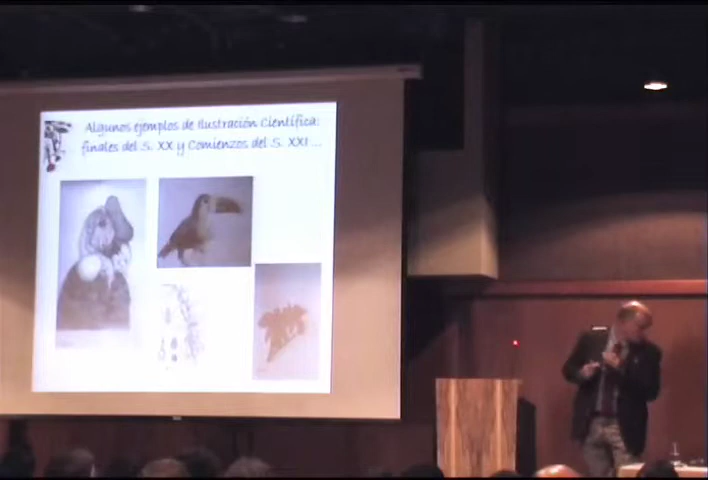 Algunos ejemplos de Ilustración Científica:
finales del S. XX y Comienzos del S. XXI ...